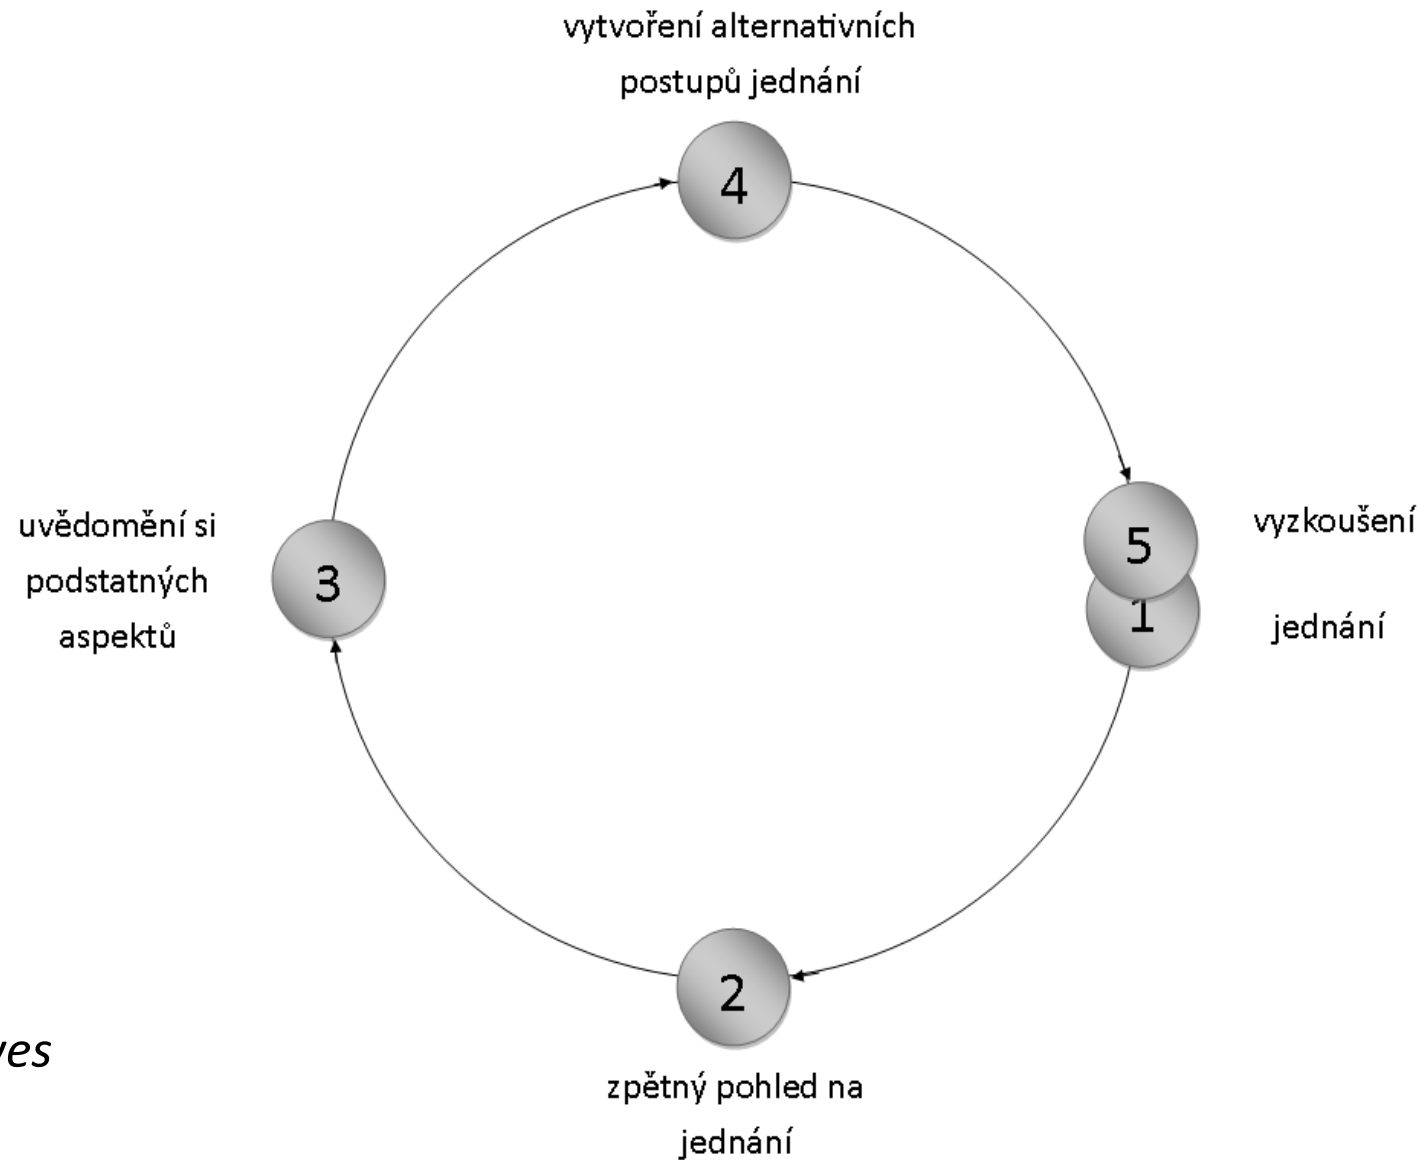 vytvoření alternativních
postupů jednání
4
5
vyzkoušení
uvědomění si
podstatných
aspektů
3
1
jednání
2
zpětný pohled na
jednání